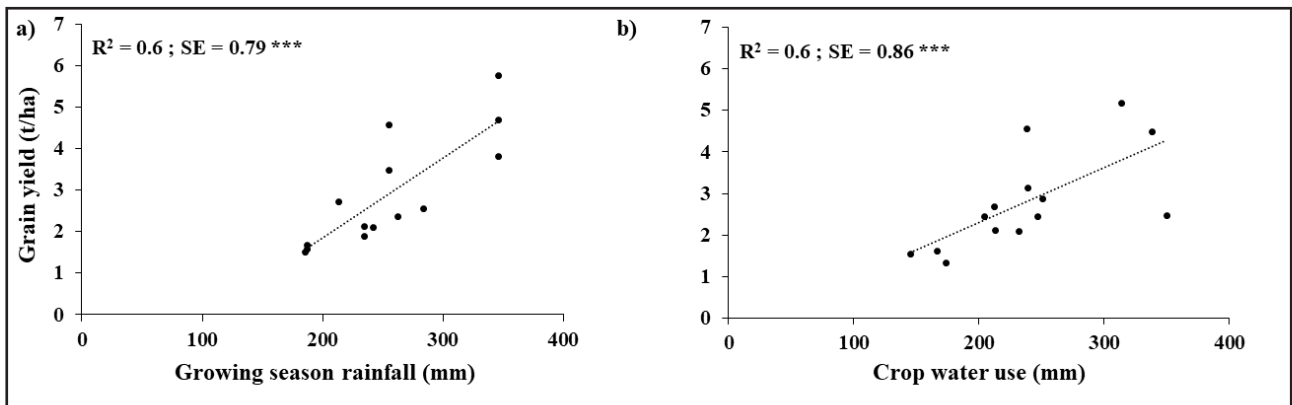 a)
R² = 0.6 ; SE = 0.79 ***
Grain yield (t/ha)
7
6
5
4
3
2
1
0
0 100 200 300 400
Growing season rainfall (mm)
b)
R² = 0.6 ; SE = 0.86 ***
7
6
5
4
3
2
1
0
0 100 200 300 400
Crop water use (mm)